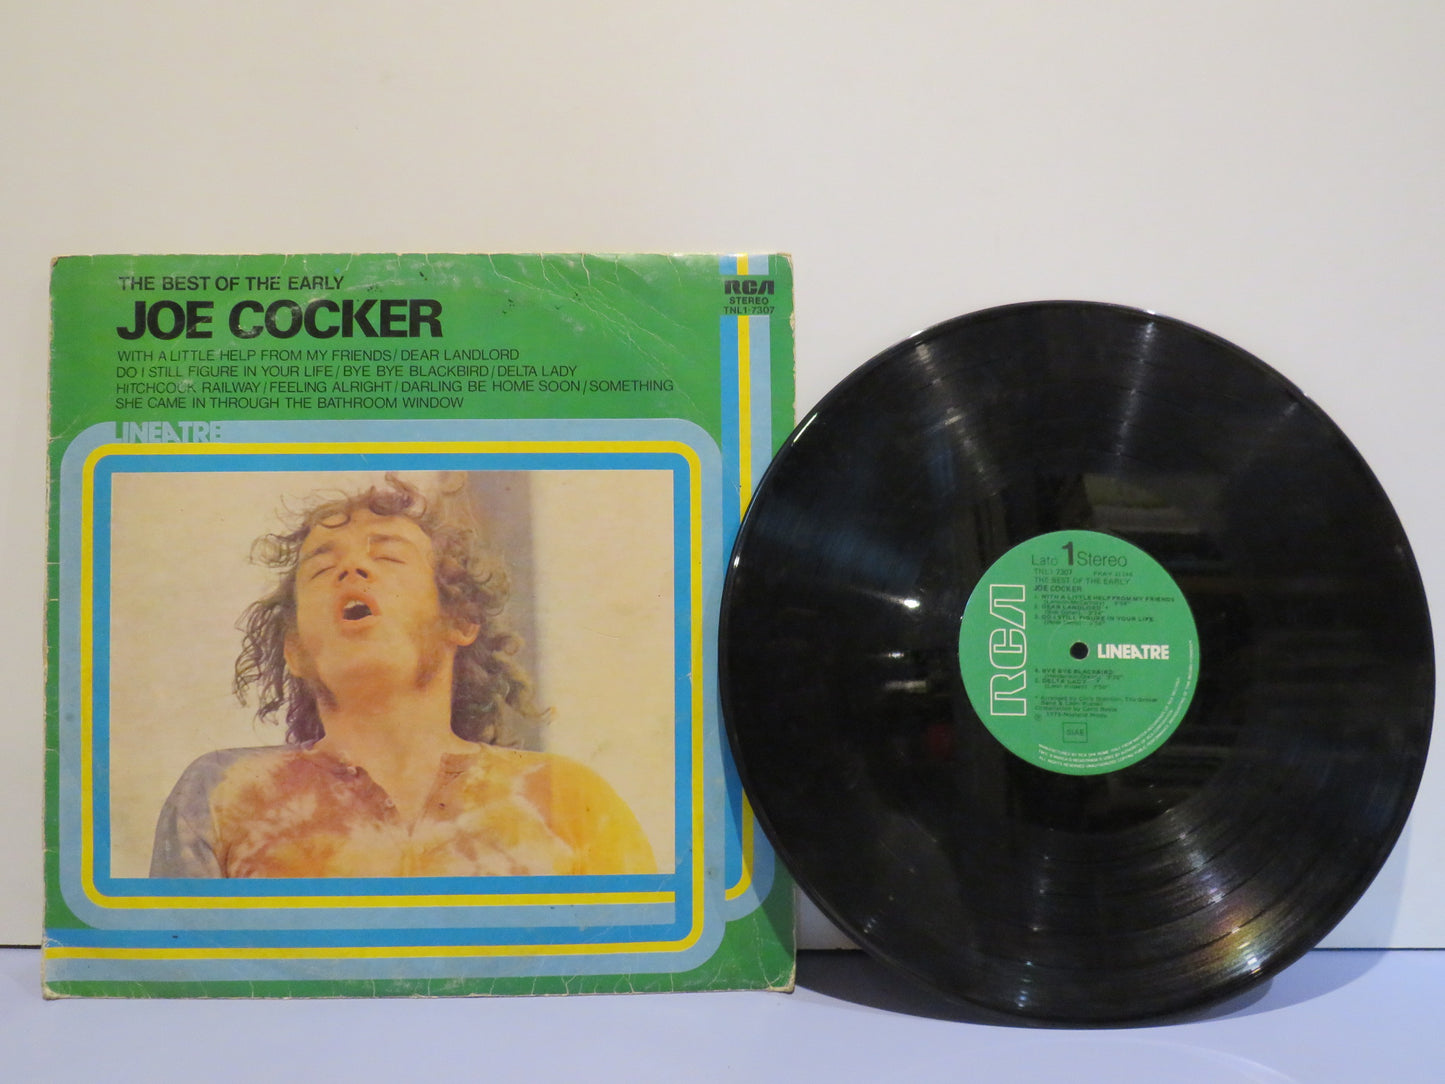 THE BEST OF THE EARLY
JOE COCKER
WITH A LITTLE HELP FROM MY FRIENDS/DEAR LANDLORD
DO I STILL FIGURE IN YOUR LIFE/BYE BYE BLACKBIRD/DELTA LADY
HITCHCOCK RAILWAY/FEELING ALRIGHT/DARLING BE HOME SOON/SOMETHING
SHE CAME IN THROUGH THE BATHROOM WINDOW
RCA
STEREO
TNL1-7307
LINEATRE
Lato 1 Stereo
TNL1 7307
THE BEST OF THE EARLY
JOE COCKER
1. WITH A LITTLE HELP FROM MY FRIENDS
2. DEAR LANDLORD *
3. DO I STILL FIGURE IN YOUR LIFE
RCA
LINEATRE
4. BYE BYE BLACKBIRD
5. DELTA LADY *
SIAE